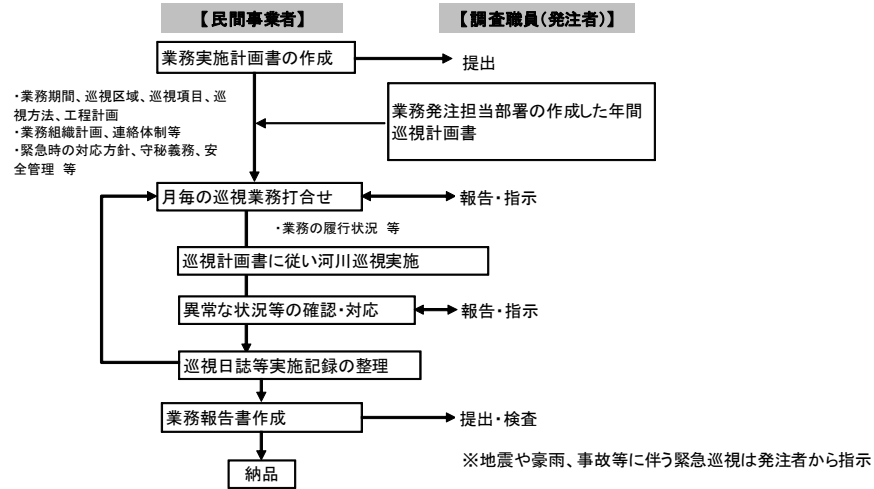 【民間事業者】
【調査職員(発注者)】
業務実施計画書の作成
提出
・業務期間、巡視区域、巡視項目、巡
視方法、工程計画
・業務組織計画、連絡体制等
・緊急時の対応方針、守秘義務、安
全管理 等
業務発注担当部署の作成した年間
巡視計画書
月毎の巡視業務打合せ
報告・指示
・業務の履行状況 等
巡視計画書に従い河川巡視実施
異常な状況等の確認・対応
報告・指示
巡視日誌等実施記録の整理
業務報告書作成
提出・検査
納品
※地震や豪雨、事故等に伴う緊急巡視は発注者から指示